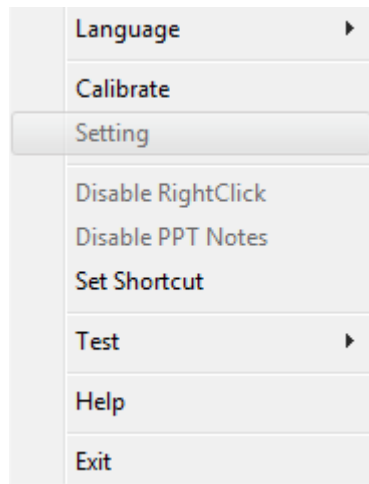 Language
Calibrate
Setting
Disable RightClick
Disable PPT Notes
Set Shortcut
Test
Help
Exit